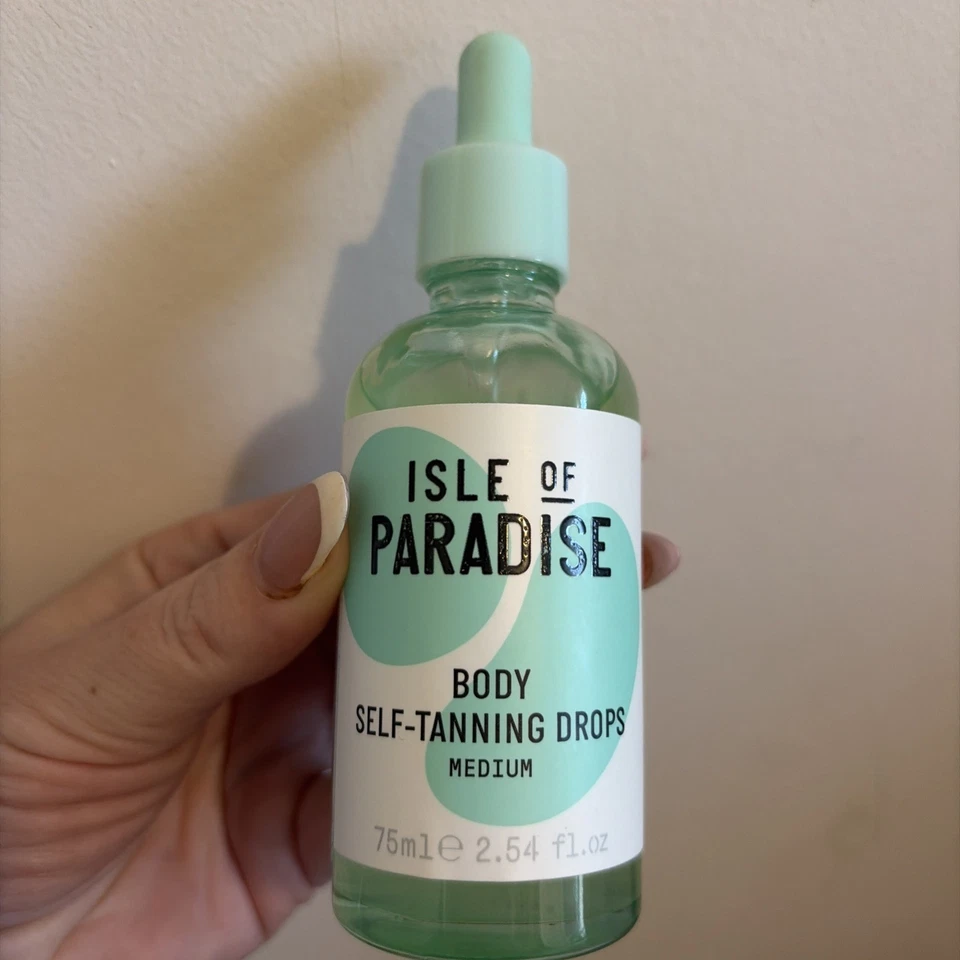 ISLE OF
PARADISE
BODY
SELF-TANNING DROPS
MEDIUM
75ml℮ 2.54 fl.oz